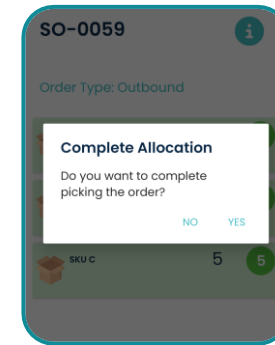 SO-0059
i
Order Type: Outbound
Complete Allocation
Do you want to complete
picking the order?
NO YES
SKU C 5 5